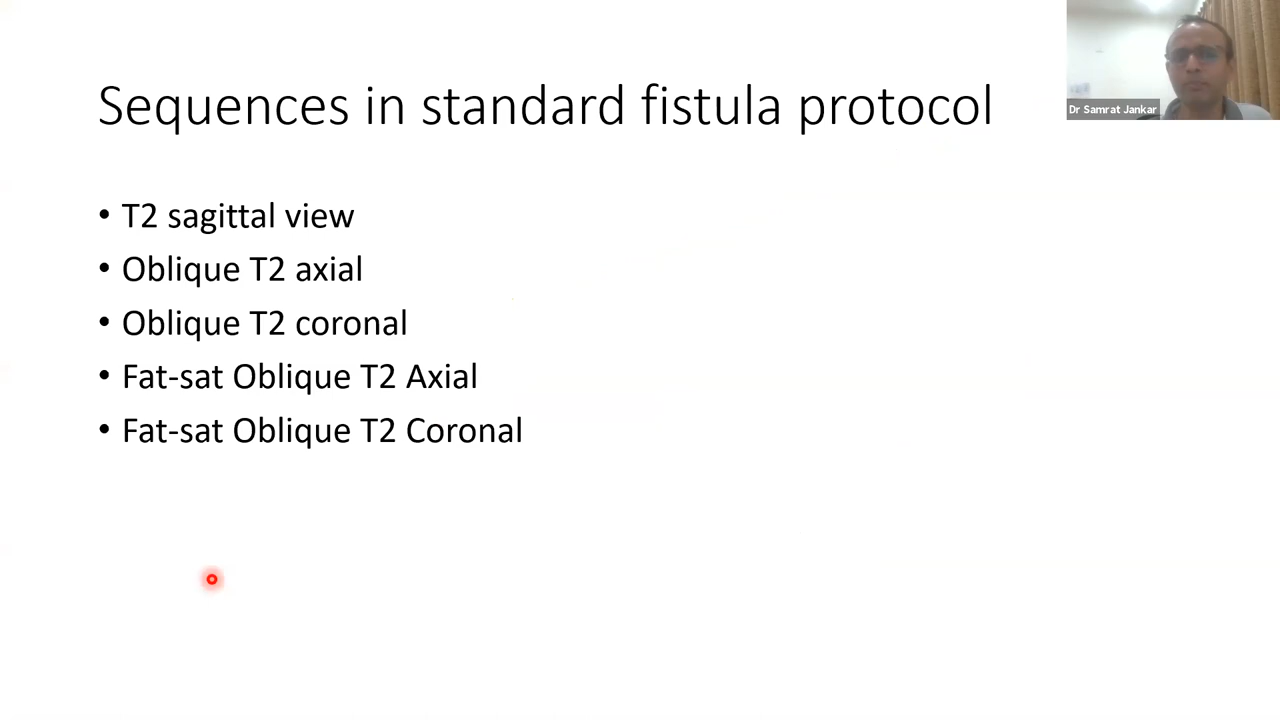 Sequences in standard fistula protocol
Dr Samrat Jankar
• T2 sagittal view
• Oblique T2 axial
• Oblique T2 coronal
• Fat-sat Oblique T2 Axial
• Fat-sat Oblique T2 Coronal